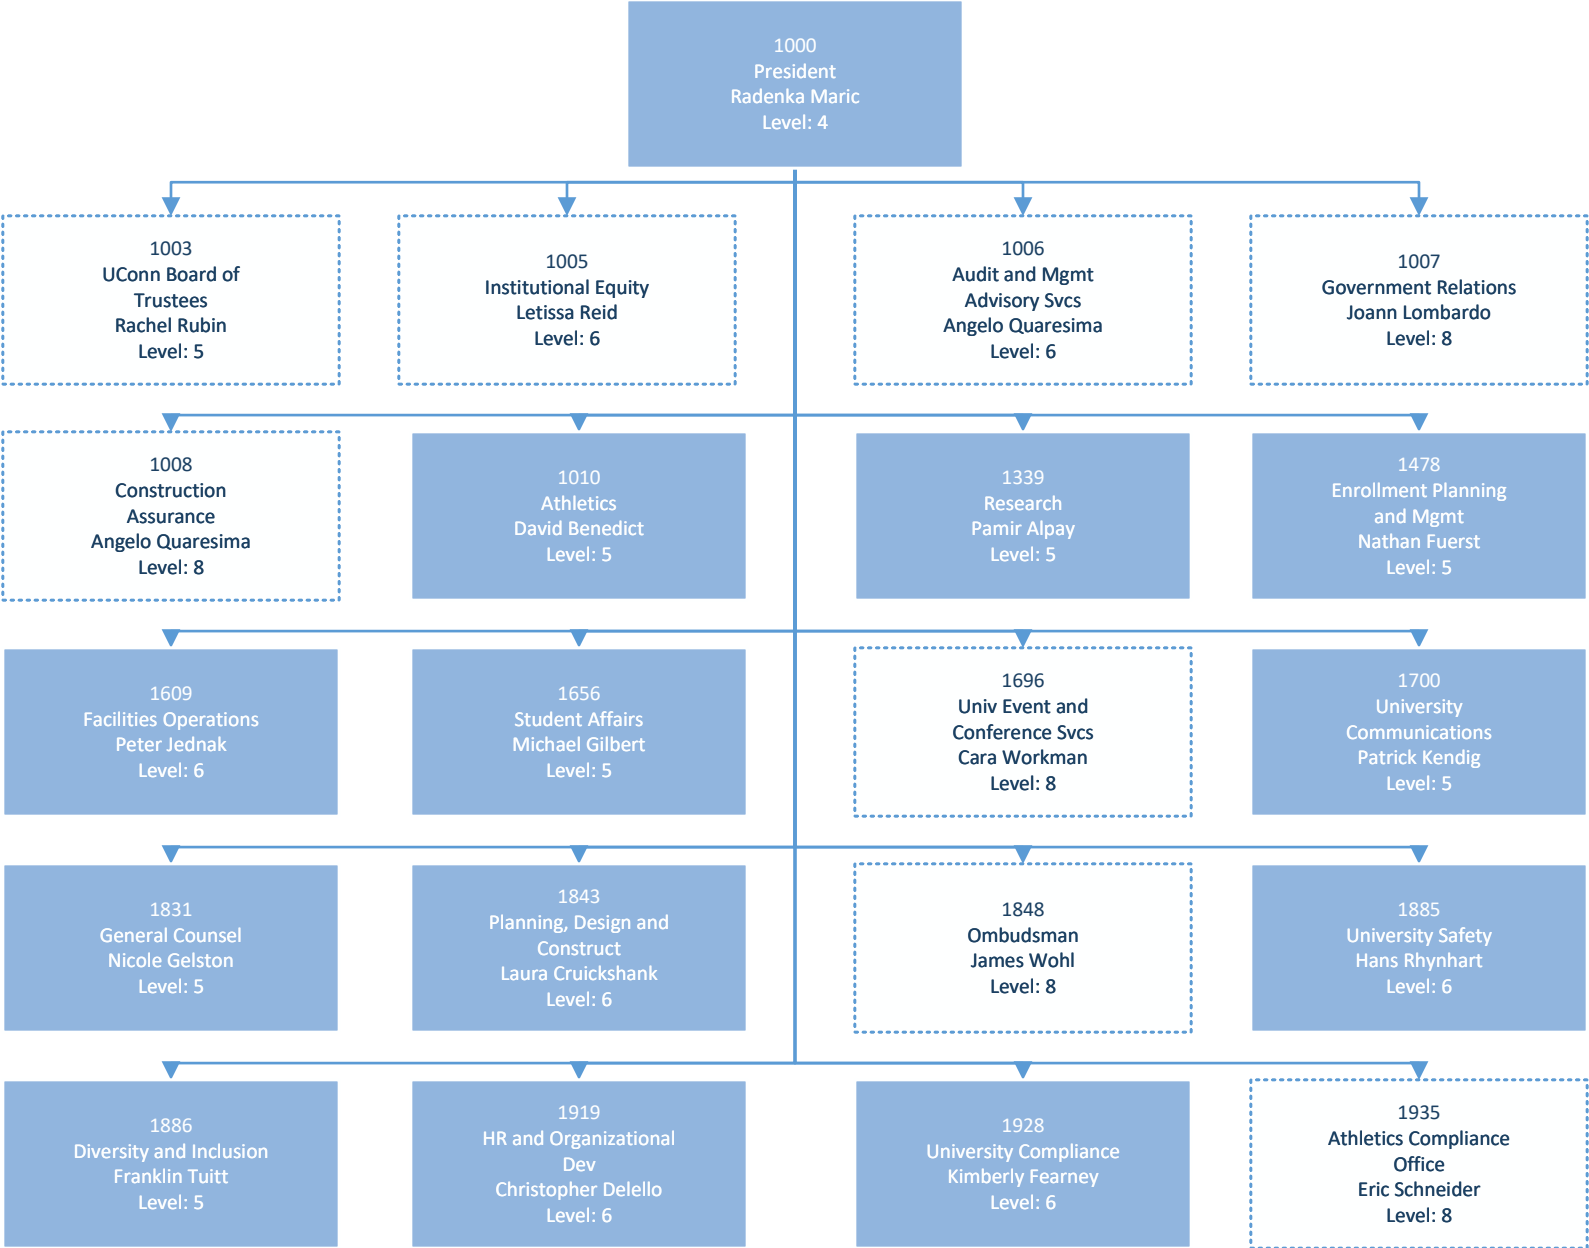 1000
President
Radenka Maric
Level: 4
1003
UConn Board of
Trustees
Rachel Rubin
Level: 5
1005
Institutional Equity
Letissa Reid
Level: 6
1006
Audit and Mgmt
Advisory Svcs
Angelo Quaresima
Level: 6
1007
Government Relations
Joann Lombardo
Level: 8
1008
Construction
Assurance
Angelo Quaresima
Level: 8
1010
Athletics
David Benedict
Level: 5
1339
Research
Pamir Alpay
Level: 5
1478
Enrollment Planning
and Mgmt
Nathan Fuerst
Level: 5
1609
Facilities Operations
Peter Jednak
Level: 6
1656
Student Affairs
Michael Gilbert
Level: 5
1696
Univ Event and
Conference Svcs
Cara Workman
Level: 8
1700
University
Communications
Patrick Kendig
Level: 5
1831
General Counsel
Nicole Gelston
Level: 5
1843
Planning, Design and
Construct
Laura Cruickshank
Level: 6
1848
Ombudsman
James Wohl
Level: 8
1885
University Safety
Hans Rhynhart
Level: 6
1886
Diversity and Inclusion
Franklin Tuitt
Level: 5
1919
HR and Organizational
Dev
Christopher Delello
Level: 6
1928
University Compliance
Kimberly Fearney
Level: 6
1935
Athletics Compliance
Office
Eric Schneider
Level: 8